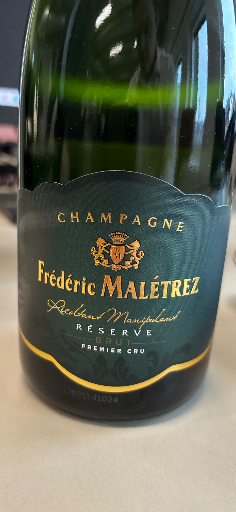 CHAMPAGNE
Frédéric MALÉTREZ
Récoltant Manipulant
RÉSERVE
BRUT
PREMIER CRU